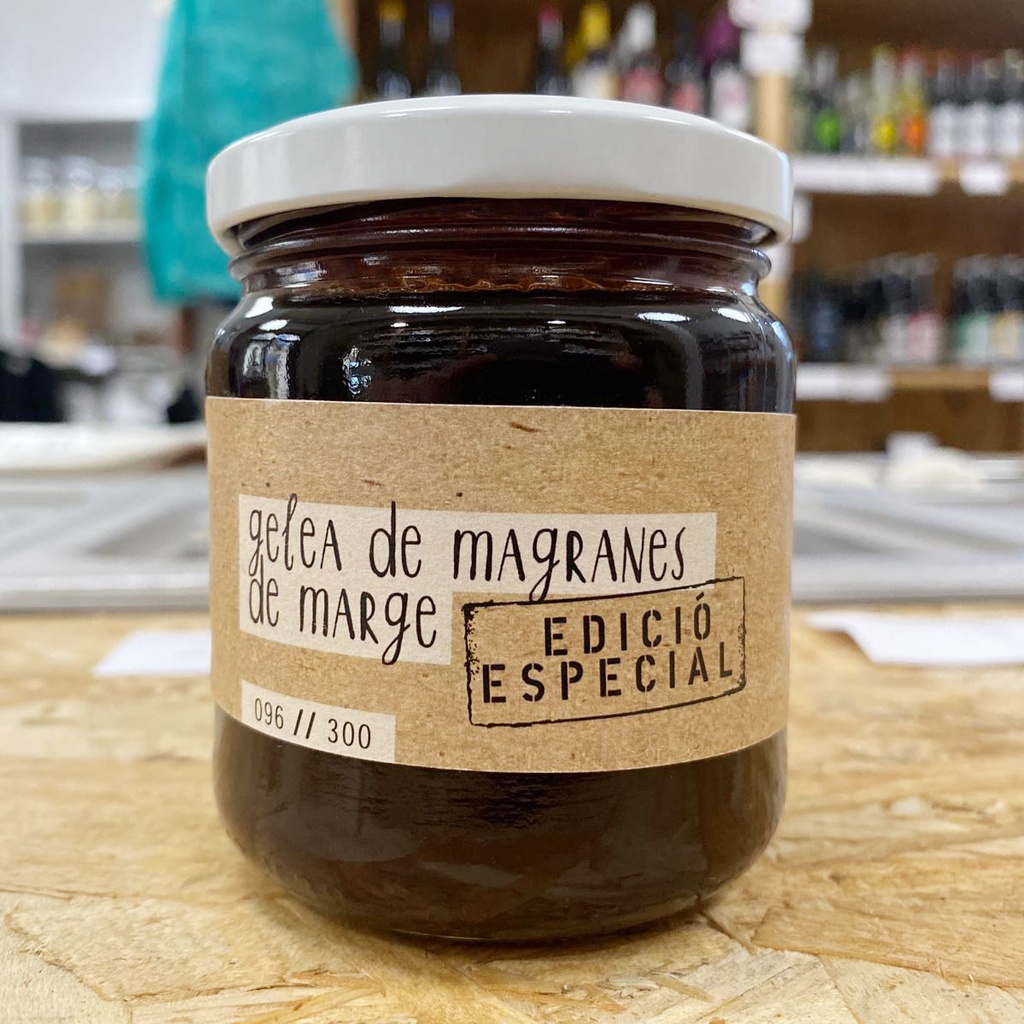 gelea de magranes
de marge
EDICIÓ
ESPECIAL
096 // 300